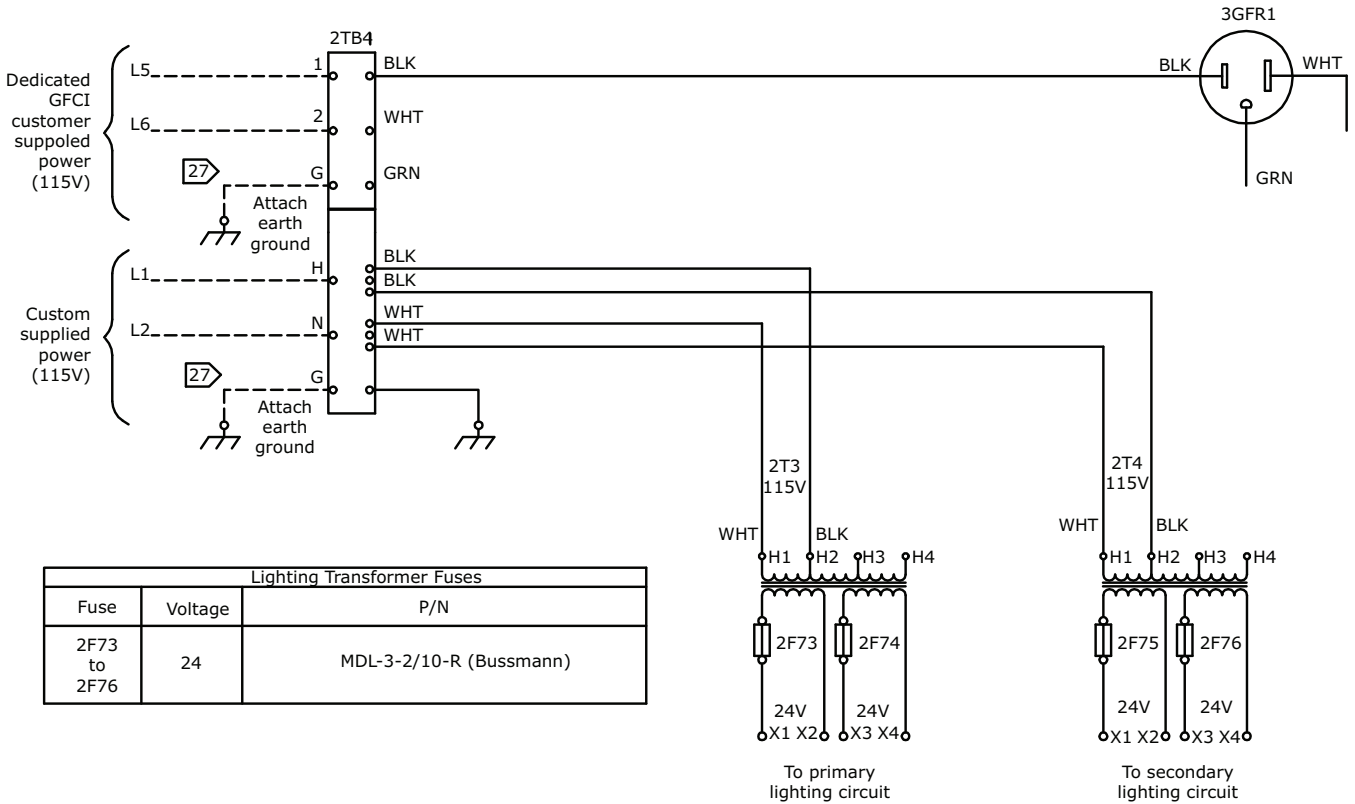 3GFR1
2TB4
Dedicated
GFCI
customer
suppoled
power
(115V)
L5
1
BLK
BLK
WHT
L6
2
WHT
27
G
GRN
GRN
Attach
earth
ground
Custom
supplied
power
(115V)
L1
H
BLK
BLK
L2
N
WHT
WHT
27
G
Attach
earth
ground
2T3
115V
2T4
115V
WHT
BLK
WHT
BLK
H1 H2 H3 H4
H1 H2 H3 H4
2F73 2F74
2F75 2F76
24V 24V
24V 24V
X1 X2 X3 X4
X1 X2 X3 X4
To primary
lighting circuit
To secondary
lighting circuit
Lighting Transformer Fuses
Fuse Voltage P/N
2F73
to
2F76
24
MDL-3-2/10-R (Bussmann)